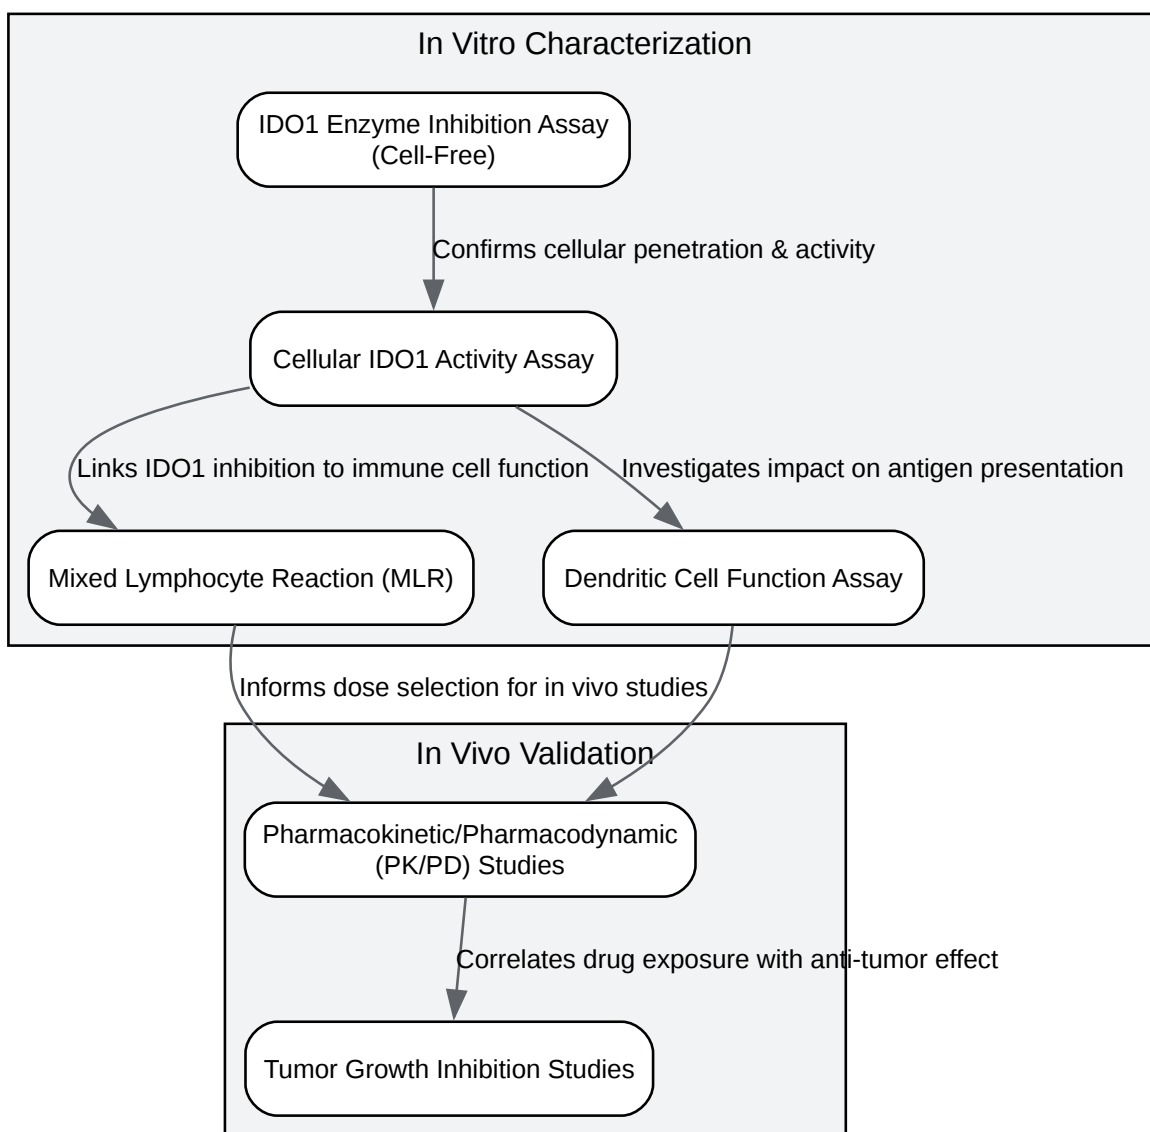 In Vitro Characterization
IDO1 Enzyme Inhibition Assay
(Cell-Free)
Confirms cellular penetration & activity
Cellular IDO1 Activity Assay
Links IDO1 inhibition to immune cell function
Investigates impact on antigen presentation
Mixed Lymphocyte Reaction (MLR)
Dendritic Cell Function Assay
Informs dose selection for in vivo studies
In Vivo Validation
Pharmacokinetic/Pharmacodynamic
(PK/PD) Studies
Correlates drug exposure with anti-tumor effect
Tumor Growth Inhibition Studies